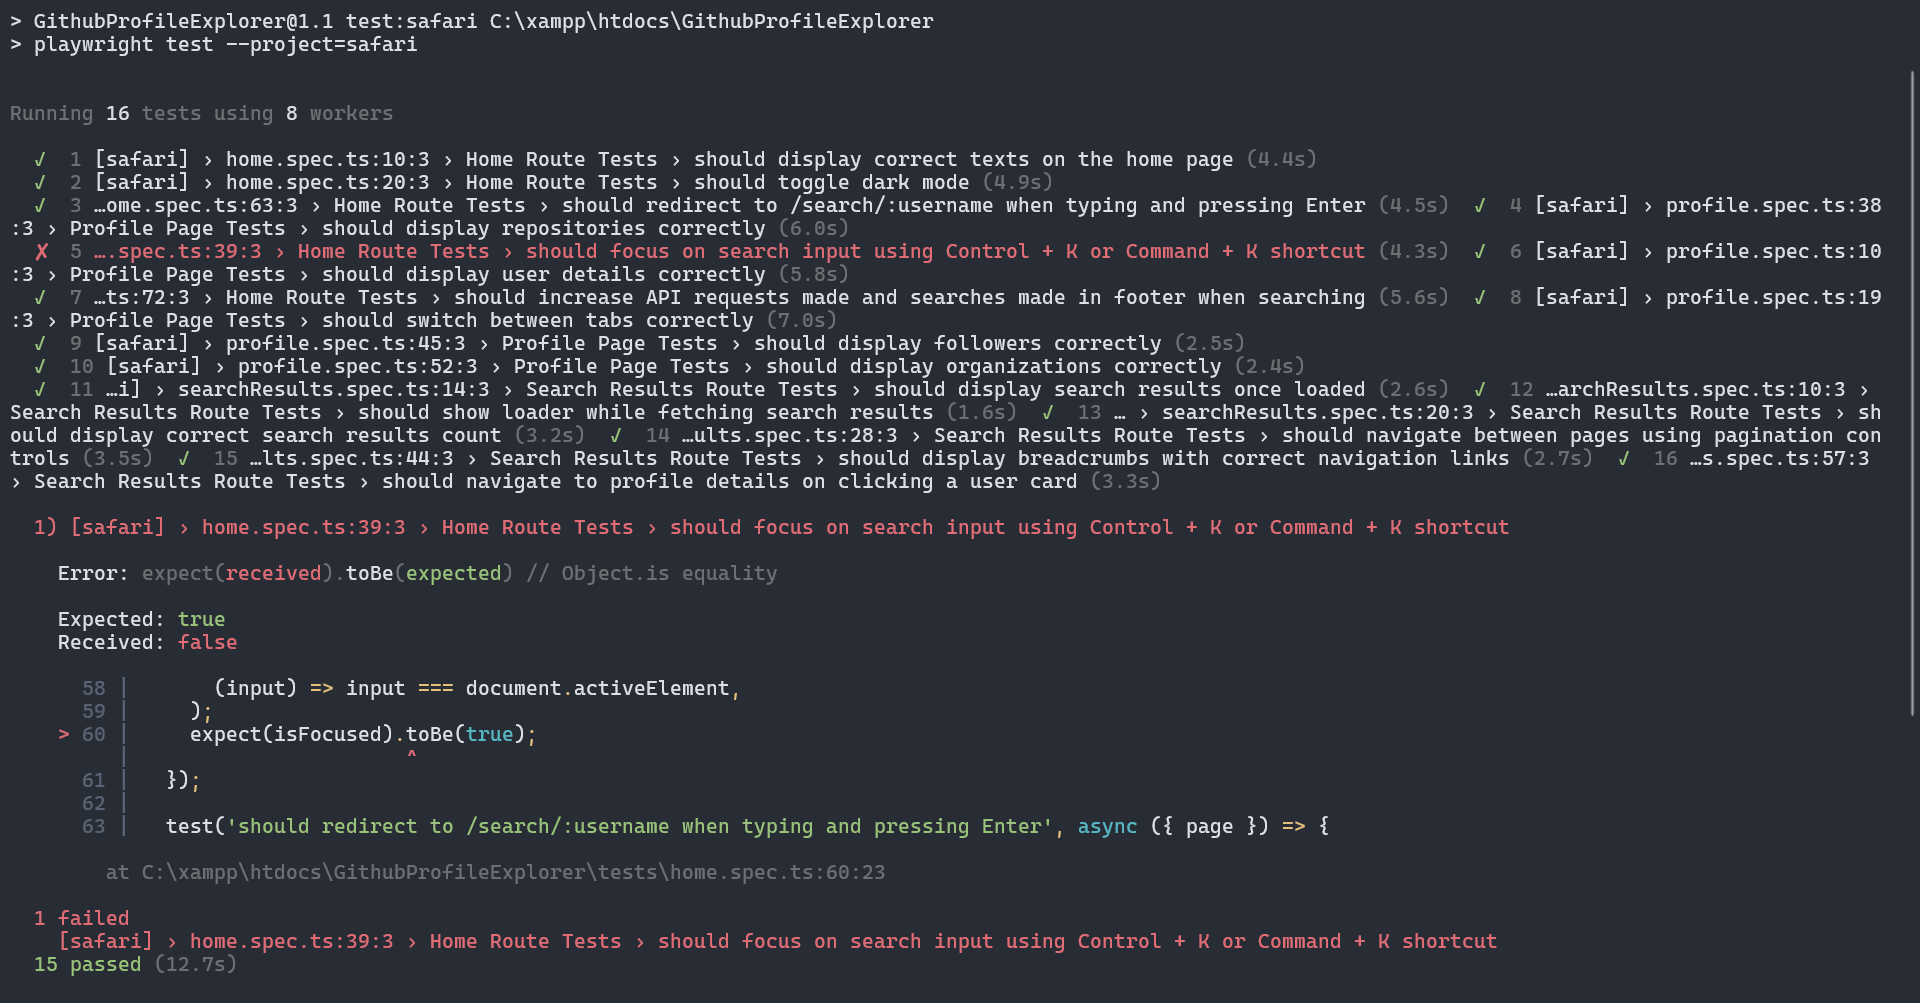 > GithubProfileExplorer@1.1 test:safari C:\xampp\htdocs\GithubProfileExplorer
> playwright test --project=safari
Running 16 tests using 8 workers
✓ 1 [safari] › home.spec.ts:10:3 › Home Route Tests › should display correct texts on the home page (4.4s)
✓ 2 [safari] › home.spec.ts:20:3 › Home Route Tests › should toggle dark mode (4.9s)
✓ 3 …ome.spec.ts:63:3 › Home Route Tests › should redirect to /search/:username when typing and pressing Enter (4.5s) ✓ 4 [safari] › profile.spec.ts:38
:3 › Profile Page Tests › should display repositories correctly (6.0s)
✗ 5 ….spec.ts:39:3 › Home Route Tests › should focus on search input using Control + K or Command + K shortcut (4.3s) ✓ 6 [safari] › profile.spec.ts:10
:3 › Profile Page Tests › should display user details correctly (5.8s)
✓ 7 …ts:72:3 › Home Route Tests › should increase API requests made and searches made in footer when searching (5.6s) ✓ 8 [safari] › profile.spec.ts:19
:3 › Profile Page Tests › should switch between tabs correctly (7.0s)
✓ 9 [safari] › profile.spec.ts:45:3 › Profile Page Tests › should display followers correctly (2.5s)
✓ 10 [safari] › profile.spec.ts:52:3 › Profile Page Tests › should display organizations correctly (2.4s)
✓ 11 …i] › searchResults.spec.ts:14:3 › Search Results Route Tests › should display search results once loaded (2.6s) ✓ 12 …archResults.spec.ts:10:3 ›
Search Results Route Tests › should show loader while fetching search results (1.6s) ✓ 13 … › searchResults.spec.ts:20:3 › Search Results Route Tests › sh
ould display correct search results count (3.2s) ✓ 14 …ults.spec.ts:28:3 › Search Results Route Tests › should navigate between pages using pagination con
trols (3.5s) ✓ 15 …lts.spec.ts:44:3 › Search Results Route Tests › should display breadcrumbs with correct navigation links (2.7s) ✓ 16 …s.spec.ts:57:3
› Search Results Route Tests › should navigate to profile details on clicking a user card (3.3s)
1) [safari] › home.spec.ts:39:3 › Home Route Tests › should focus on search input using Control + K or Command + K shortcut
Error: expect(received).toBe(expected) // Object.is equality
Expected: true
Received: false
58 |       (input) => input === document.activeElement,
59 |     );
> 60 |     expect(isFocused).toBe(true);
|                       ^
61 |   });
62 |
63 |   test('should redirect to /search/:username when typing and pressing Enter', async ({ page }) => {
at C:\xampp\htdocs\GithubProfileExplorer\tests\home.spec.ts:60:23
1 failed
[safari] › home.spec.ts:39:3 › Home Route Tests › should focus on search input using Control + K or Command + K shortcut
15 passed (12.7s)